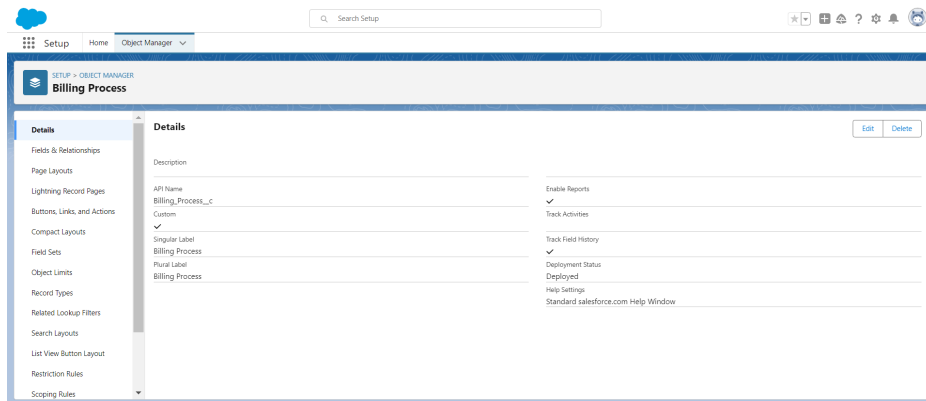 Search Setup
Setup
Home
Object Manager
SETUP > OBJECT MANAGER
Billing Process
Details
Fields & Relationships
Page Layouts
Lightning Record Pages
Buttons, Links, and Actions
Compact Layouts
Field Sets
Object Limits
Record Types
Related Lookup Filters
Search Layouts
List View Button Layout
Restriction Rules
Scoping Rules
Details
Edit
Delete
Description
API Name
Billing_Process__c
Custom
Singular Label
Billing Process
Plural Label
Billing Process
Enable Reports
Track Activities
Track Field History
Deployment Status
Deployed
Help Settings
Standard salesforce.com Help Window